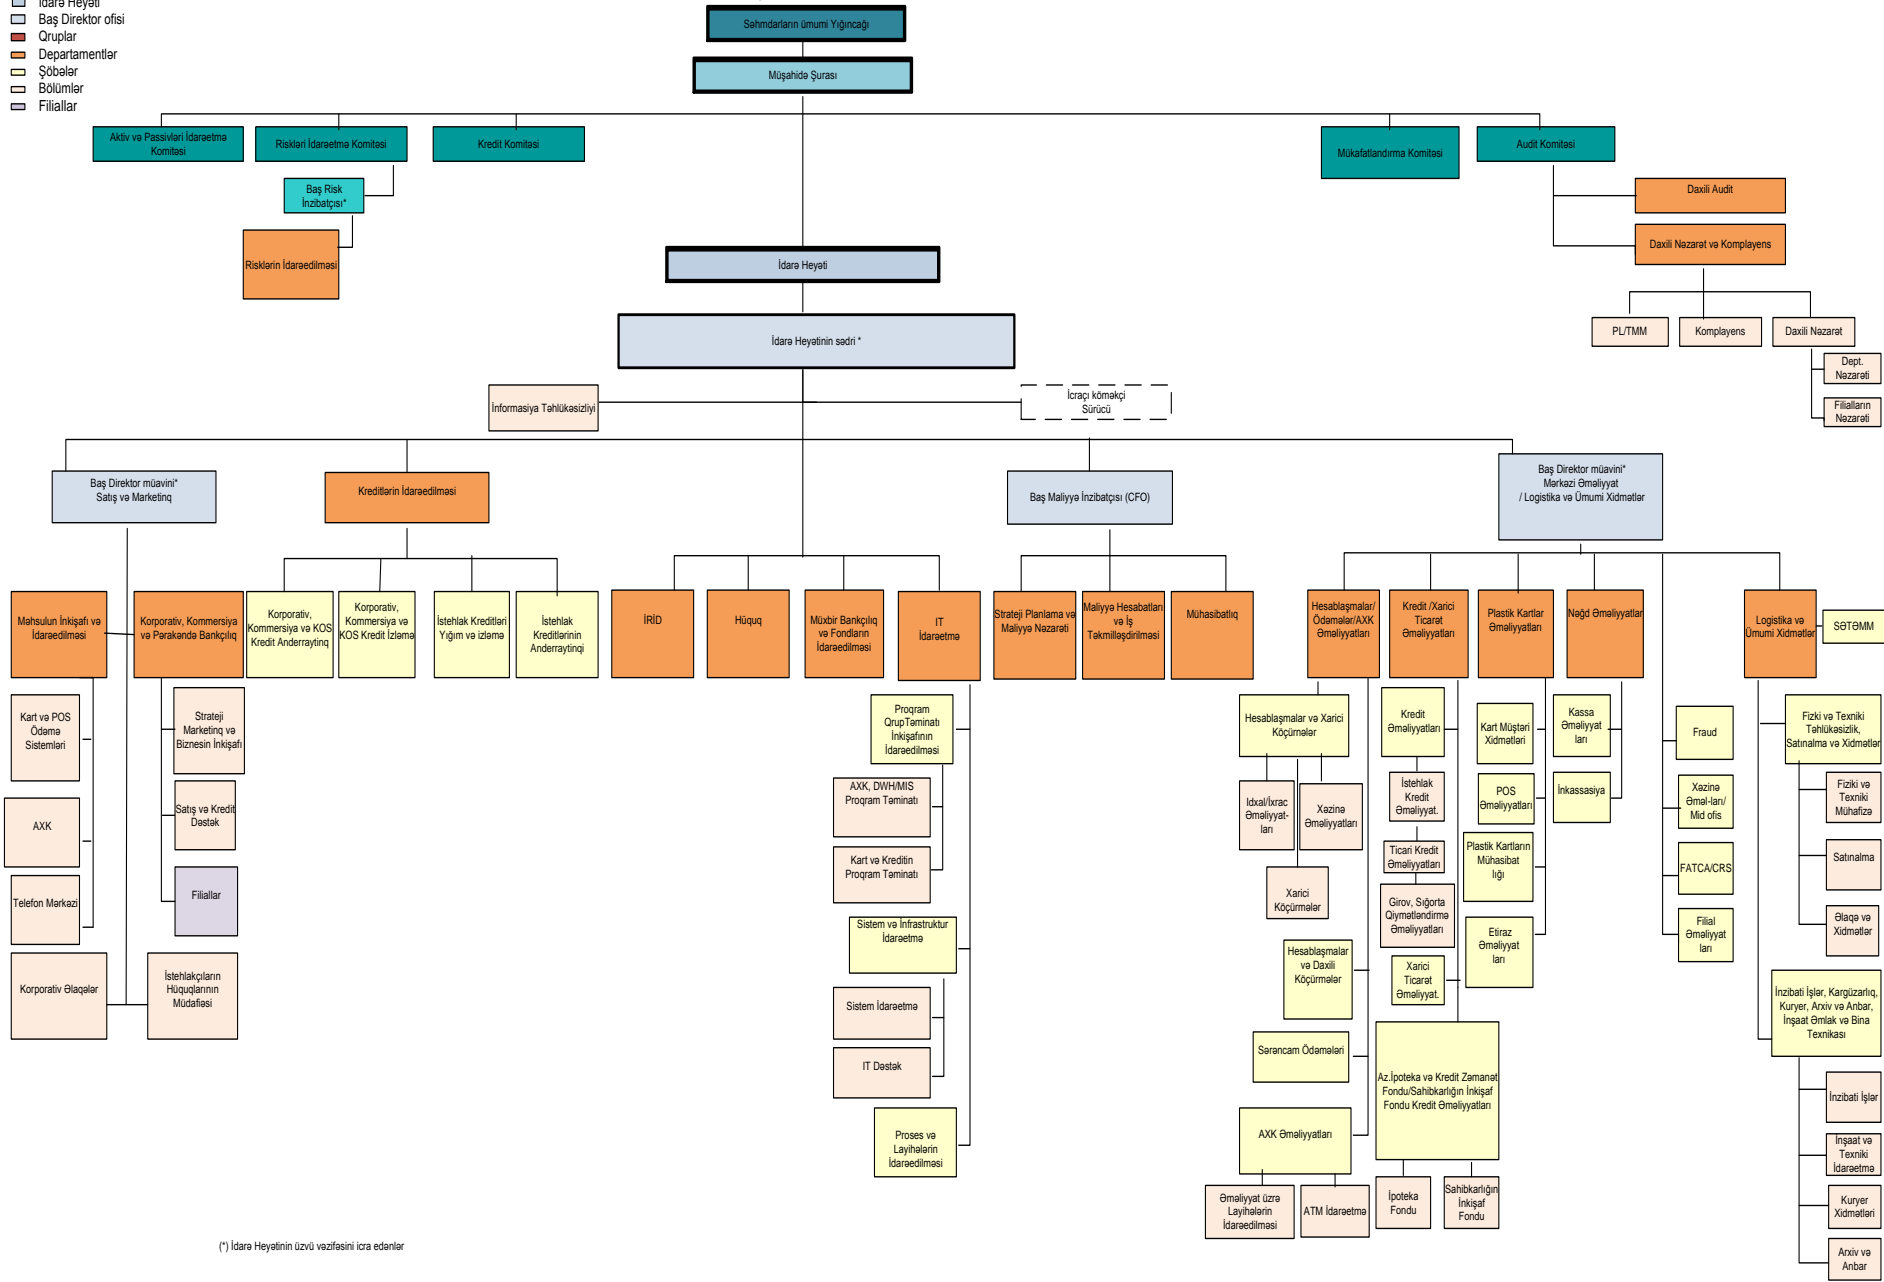 İdarə Heyəti
Baş Direktor ofisi
Qruplar
Departamentlər
Şöbələr
Bölümlər
Filiallar
Səhmdarların ümumi Yığıncağı
Müşahidə Şurası
Aktiv və Passivləri İdarəetmə
Komitəsi
Riskləri İdarəetmə Komitəsi
Kredit Komitəsi
Mükafatlandırma Komitəsi
Audit Komitəsi
Baş Risk
İnzibatçısı*
Risklərin İdarəedilməsi
Daxili Audit
Daxili Nəzarət və Komplayens
PL/TMM
Komplayens
Daxili Nəzarət
Dept.
Nəzarəti
Filialların
Nəzarəti
İdarə Heyəti
İdarə Heyətinin sədri *
İnformasiya Təhlükəsizliyi
İcraçı köməkçi
Sürücü
Baş Direktor müavini*
Satış və Marketinq
Kreditlərin İdarəedilməsi
Baş Maliyyə İnzibatçısı (CFO)
Baş Direktor müavini*
Mərkəzi Əməliyyat
/ Logistika və Ümumi Xidmətlər
Məhsulun İnkişafı və
İdarəedilməsi
Korporativ, Kommersiya
və Pərakəndə Bankçılıq
Korporativ,
Kommersiya və KOS
Kredit Anderraytinq
Korporativ,
Kommersiya və
KOS Kredit İzləmə
İstehlak Kreditləri
Yığım və izləmə
İstehlak
Kreditlərinin
Anderraytinqi
İRİD
Hüquq
Müxbir Bankçılıq
və Fondların
İdarəedilməsi
IT
İdarəetmə
Strateji Planlama və
Maliyyə Nəzarəti
Maliyyə Hesabatları
və İş
Təkmilləşdirilməsi
Mühasibatlıq
Hesablaşmalar/
Ödəmələr/AXK
Əməliyyatları
Kredit /Xarici
Ticarət
Əməliyyatları
Plastik Kartlar
Əməliyyatları
Nəğd Əməliyyatlar
Logistika və
Ümumi Xidmətlər
SƏTƏMM
Kart və POS
Ödəmə
Sistemləri
AXK
Telefon Mərkəzi
Korporativ Əlaqələr
Strateji
Marketinq və
Biznesin İnkişafı
Satış və Kredit
Dəstək
Filiallar
İstehlakçıların
Hüquqlarının
Müdafiəsi
Proqram
QrupTəminatı
İnkişafının
İdarəedilməsi
AXK, DWH/MIS
Proqram Təminatı
Kart və Kreditin
Proqram Təminatı
Sistem və İnfrastruktur
İdarəetmə
Sistem İdarəetmə
IT Dəstək
Proses və
Layihələrin
İdarəedilməsi
Hesablaşmalar və Xarici
Köçürmələr
Idxal/İxrac
Əməliyyat-
ları
Xəzinə
Əməliyyatları
Xarici
Köçürmələr
Hesablaşmalar
və Daxili
Köçürmələr
Sərəncam Ödəmələri
AXK Əməliyyatları
Əməliyyat üzrə
Layihələrin
İdarəedilməsi
ATM İdarəetmə
Kredit
Əməliyyatları
İstehlak
Kredit
Əməliyyat.
Ticari Kredit
Əməliyyatları
Girov, Sığorta
Qiymətləndirmə
Əməliyyatları
Xarici
Ticarət
Əməliyyat.
Az.İpoteka və Kredit Zəmanət
Fondu/Sahibkarlığın İnkişaf
Fondu Kredit Əməliyyatları
İpoteka
Fondu
Sahibkarlığın
İnkişaf
Fondu
Kart Müştəri
Xidmətləri
POS
Əməliyyatları
Plastik Kartların
Mühasibat
lığı
Etiraz
Əməliyyat
ları
Kassa
Əməliyyat
ları
İnkassasiya
Fraud
Xəzinə
Əməl-ları/
Mid ofis
FATCA/CRS
Filial
Əməliyyat
ları
Fizki və Texniki
Təhlükəsizlik,
Satınalma və Xidmətlər
Fiziki və
Texniki
Mühafizə
Satınalma
Əlaqə və
Xidmətlər
İnzibati İşlər, Kargüzarlıq,
Kuryer, Arxiv və Anbar,
İnşaat Əmlak və Bina
Texnikası
İnzibati İşlər
İnşaat və
Texniki
İdarəetmə
Kuryer
Xidmətləri
Arxiv və
Anbar
(*) İdarə Heyətinin üzvü vəzifəsini icra edənlər